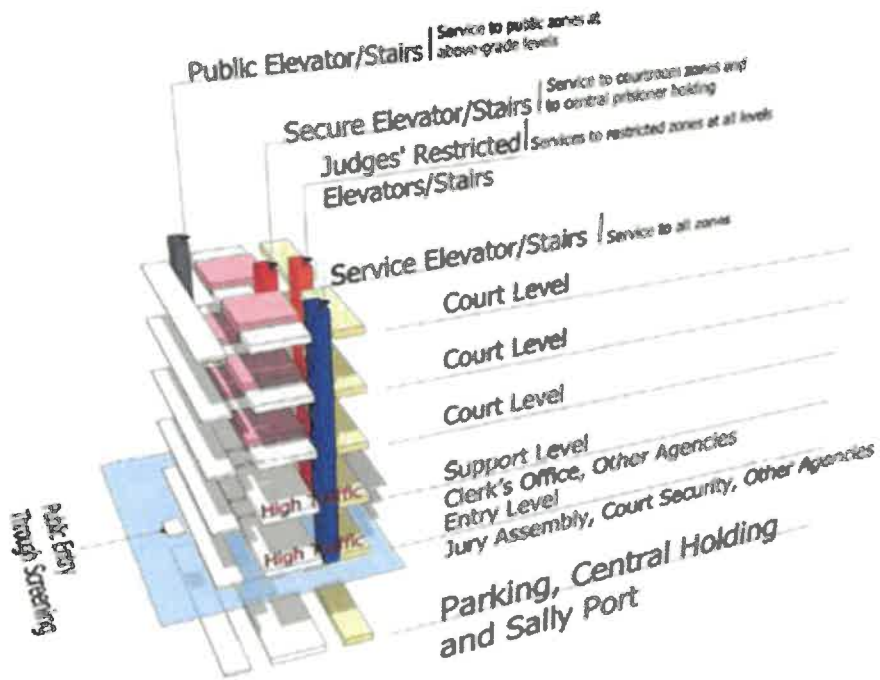 Public Elevator/Stairs
Service to public zones at
above-grade levels
Secure Elevator/Stairs
Service to courtroom zones and
to central prisoner holding
Judges' Restricted
Elevators/Stairs
Services to restricted zones at all levels
Service Elevator/Stairs
Service to all zones
Court Level
Court Level
Court Level
Support Level
Clerk's Office, Other Agencies
Entry Level
Jury Assembly, Court Security, Other Agencies
High Traffic
High Traffic
Public Entry
Through Screening
Parking, Central Holding
and Sally Port